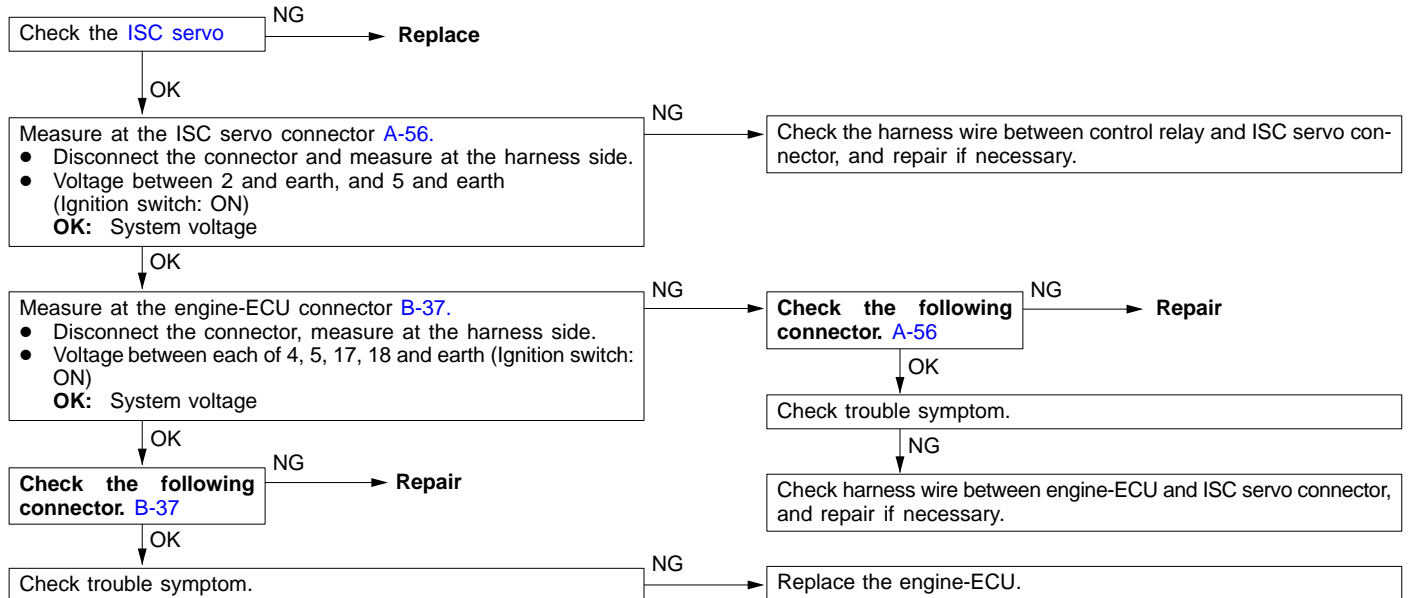 NG
Check the ISC servo
Replace
OK
Measure at the ISC servo connector A-56.
● Disconnect the connector and measure at the harness side.
● Voltage between 2 and earth, and 5 and earth
(Ignition switch: ON)
OK: System voltage
NG
Check the harness wire between control relay and ISC servo con-
nector, and repair if necessary.
OK
Measure at the engine-ECU connector B-37.
● Disconnect the connector, measure at the harness side.
● Voltage between each of 4, 5, 17, 18 and earth (Ignition switch:
ON)
OK: System voltage
NG
Check the following
connector. A-56
NG
Repair
OK
Check trouble symptom.
NG
Check harness wire between engine-ECU and ISC servo connector,
and repair if necessary.
OK
Check the following
connector. B-37
NG
Repair
OK
Check trouble symptom.
NG
Replace the engine-ECU.